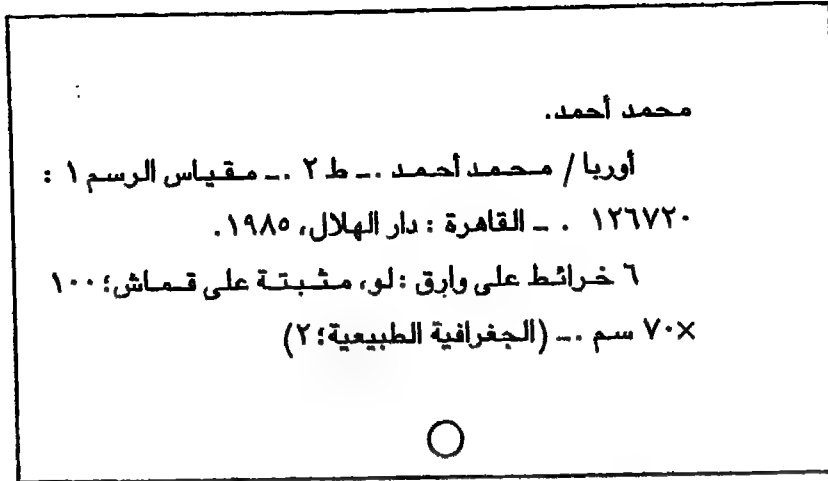 محمد أحمد.
أوربا / محمد أحمد .ـ ط ٢ .ـ مقياس الرسم ١ :
١٢٦٧٢٠ . ـ القاهرة : دار الهلال، ١٩٨٥.
٦ خرائط على وارق : لو، مثبتة على قماش؛ ١٠٠
×٧٠ سم .ـ (الجغرافية الطبيعية؛ ٢)